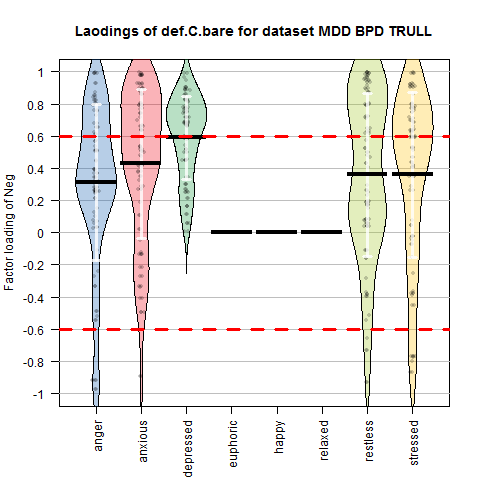 Laodings of def.C.bare for dataset MDD BPD TRULL
Factor loading of Neg
1
0.8
0.6
0.4
0.2
0
-0.2
-0.4
-0.6
-0.8
-1
anger
anxious
depressed
euphoric
happy
relaxed
restless
stressed